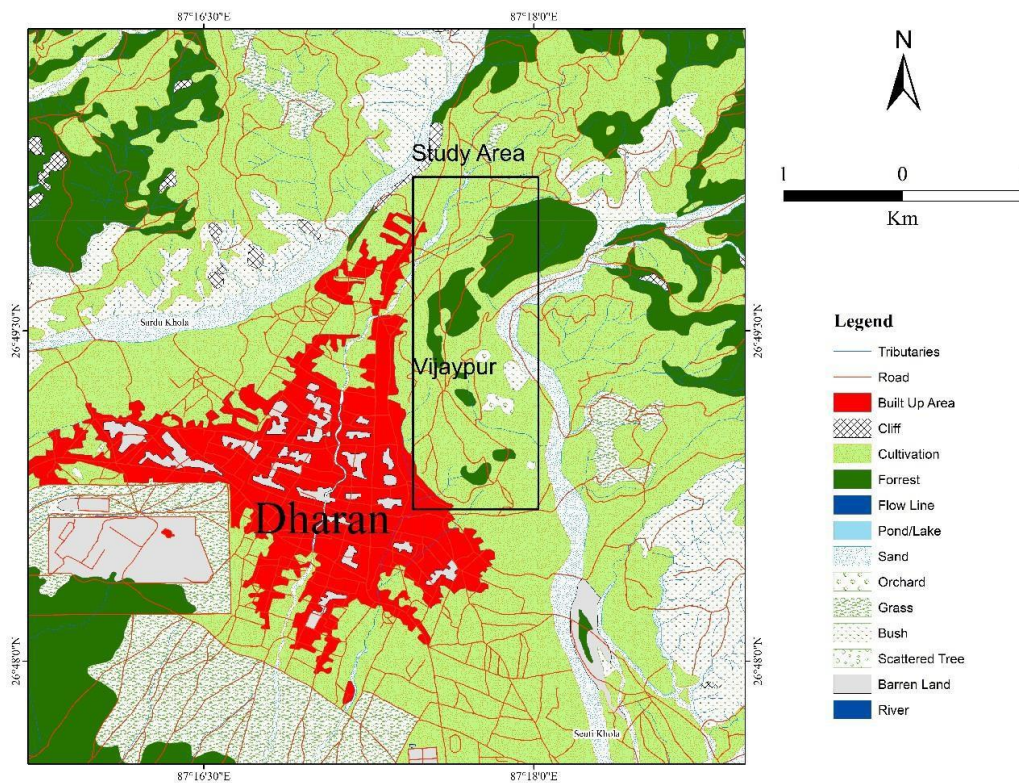 87°16'30"E
87°18'0"E
N
Study Area
1
0
Km
26°49'30"N
26°49'30"N
Sardu Khola
Vijaypur
Dharan
26°48'0"N
26°48'0"N
Seuti Khola
87°16'30"E
87°18'0"E
Legend
Tributaries
Road
Built Up Area
Cliff
Cultivation
Forrest
Flow Line
Pond/Lake
Sand
Orchard
Grass
Bush
Scattered Tree
Barren Land
River